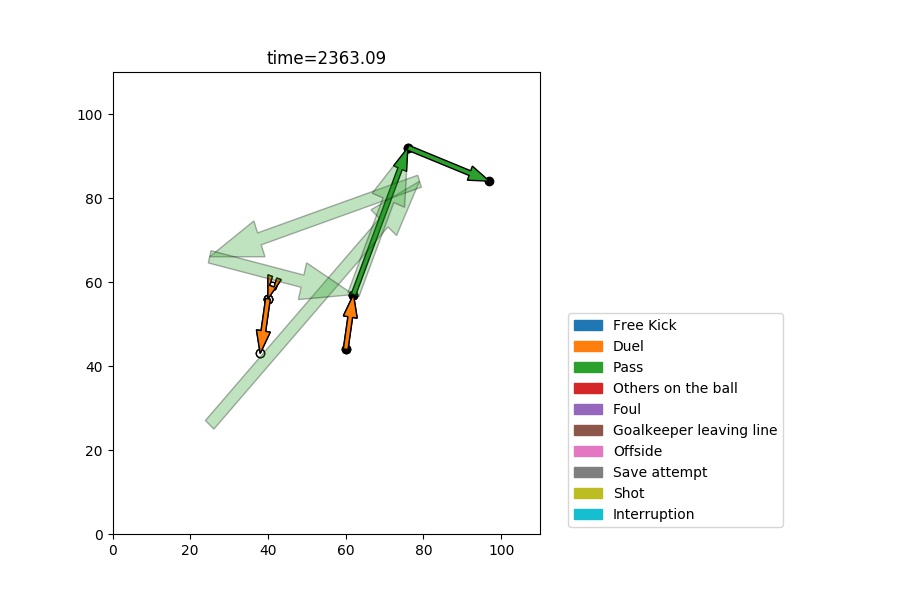 time=2363.09
100
80
60
40
20
0
0 20 40 60 80 100
Free Kick
Duel
Pass
Others on the ball
Foul
Goalkeeper leaving line
Offside
Save attempt
Shot
Interruption